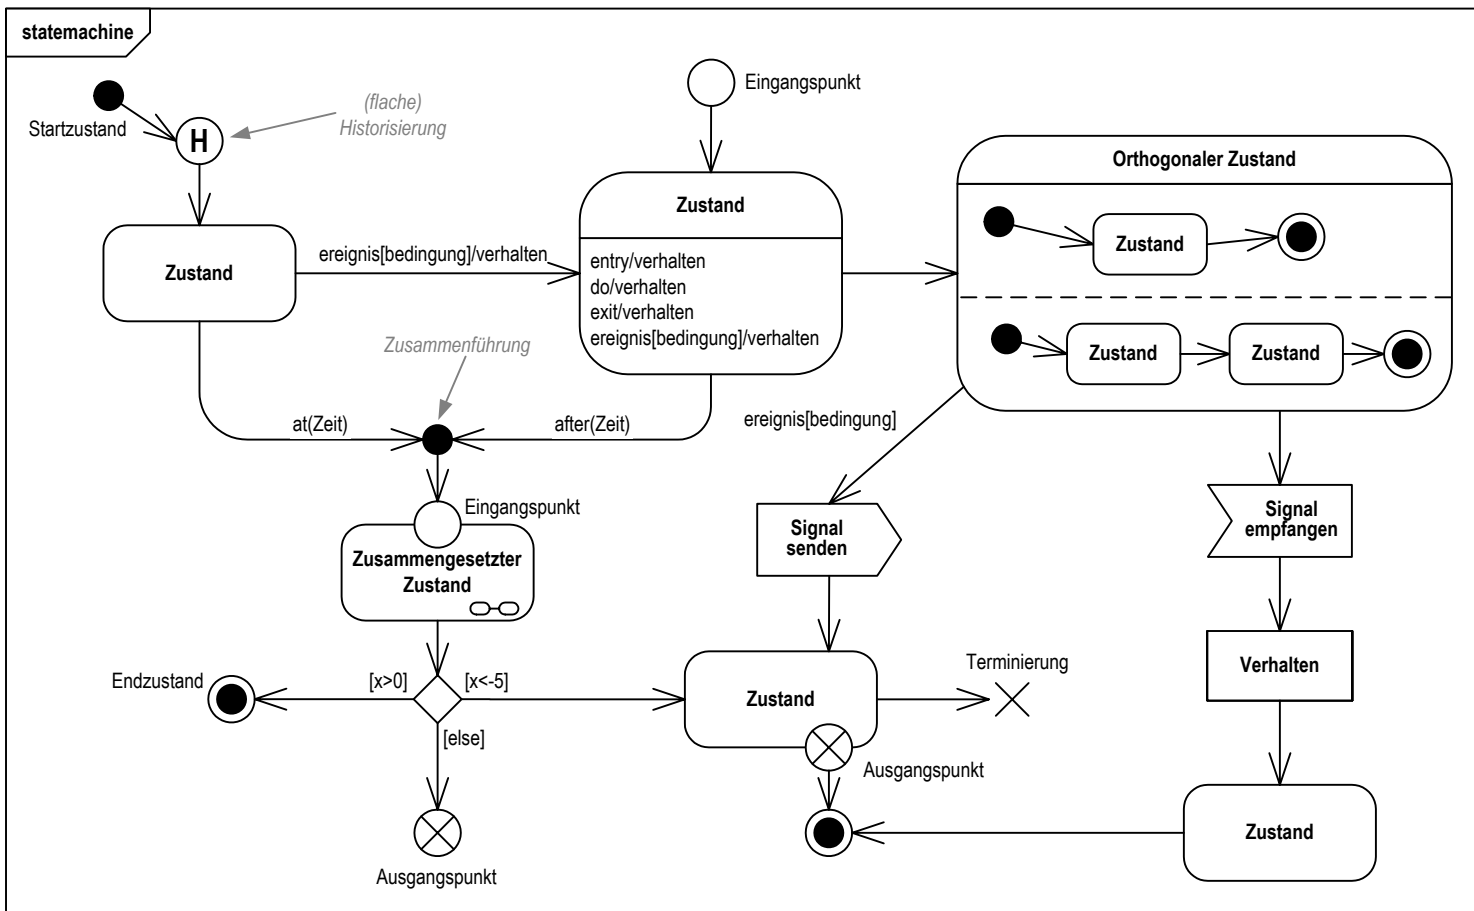 statemachine
Startzustand
H
(flache)
Historisierung
Eingangspunkt
Zustand
ereignis[bedingung]/verhalten
Zustand
entry/verhalten
do/verhalten
exit/verhalten
ereignis[bedingung]/verhalten
Orthogonaler Zustand
Zustand
Zustand
Zustand
Zusammenführung
at(Zeit)
after(Zeit)
ereignis[bedingung]
Eingangspunkt
Zusammengesetzter
Zustand
Signal
senden
Signal
empfangen
Verhalten
Endzustand
[x>0]
[x<-5]
[else]
Zustand
Terminierung
Ausgangspunkt
Zustand
Ausgangspunkt